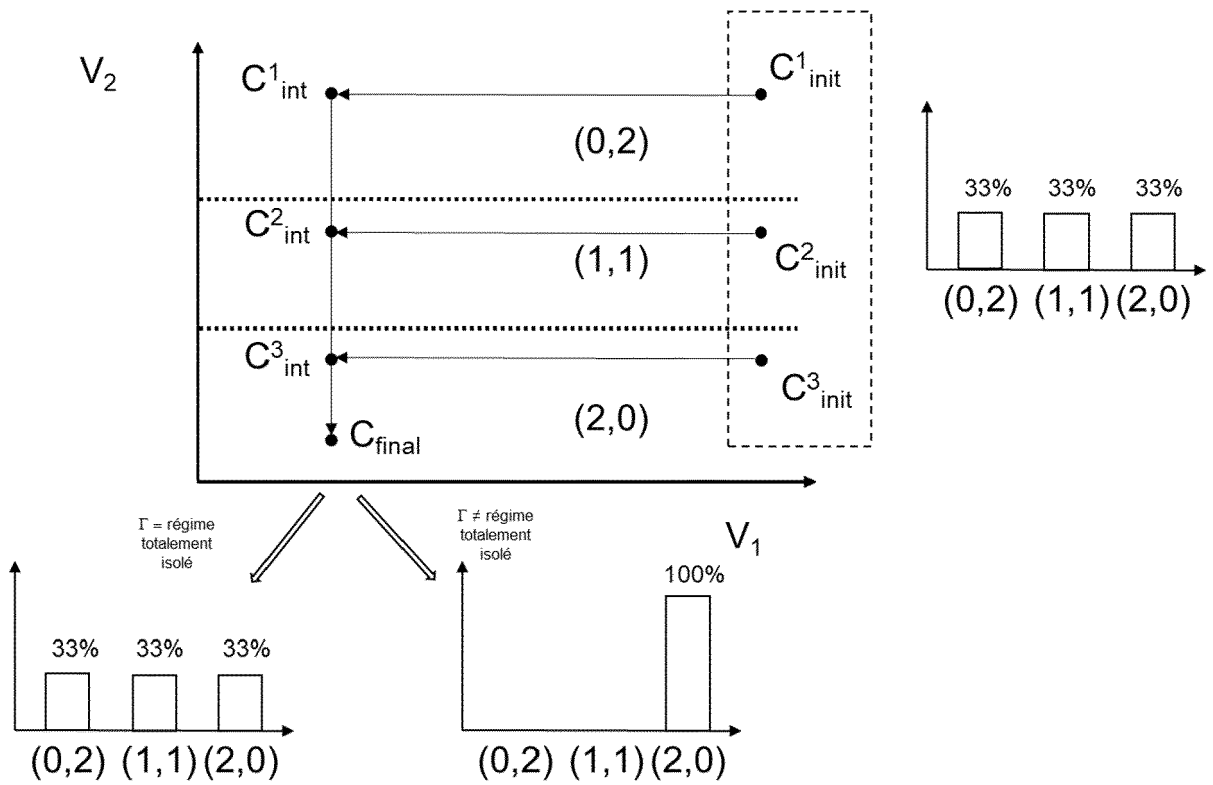 V₂
C¹int
C¹init
(0,2)
C²int
(1,1)
C²init
C³int
C³init
(2,0)
Cfinal
V₁
33% 33% 33%
(0,2) (1,1) (2,0)
Γ = régime
totalement
isolé
Γ ≠ régime
totalement
isolé
33% 33% 33%
(0,2) (1,1) (2,0)
100%
(0,2) (1,1) (2,0)